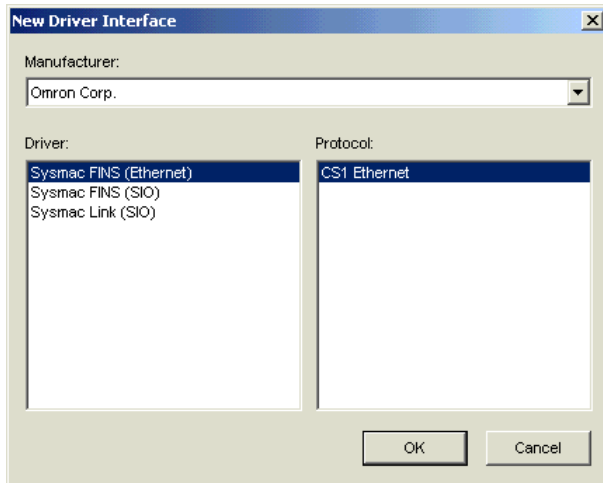 New Driver Interface
Manufacturer:
Omron Corp.
Driver:
Protocol:
Sysmac FINS (Ethernet)
CS1 Ethernet
Sysmac FINS (SIO)
Sysmac Link (SIO)
OK
Cancel